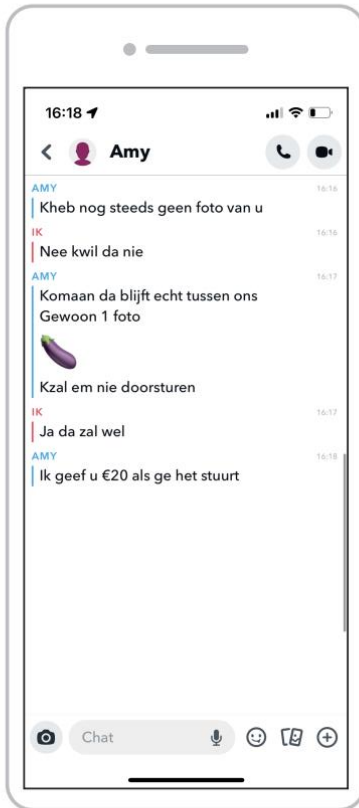 16:18
Amy
AMY 16:16
Kheb nog steeds geen foto van u
IK 16:16
Nee kwil da nie
AMY 16:17
Komaan da blijft echt tussen ons
Gewoon 1 foto
🍆
Kzal em nie doorsturen
IK 16:17
Ja da zal wel
AMY 16:18
Ik geef u €20 als ge het stuurt
Chat